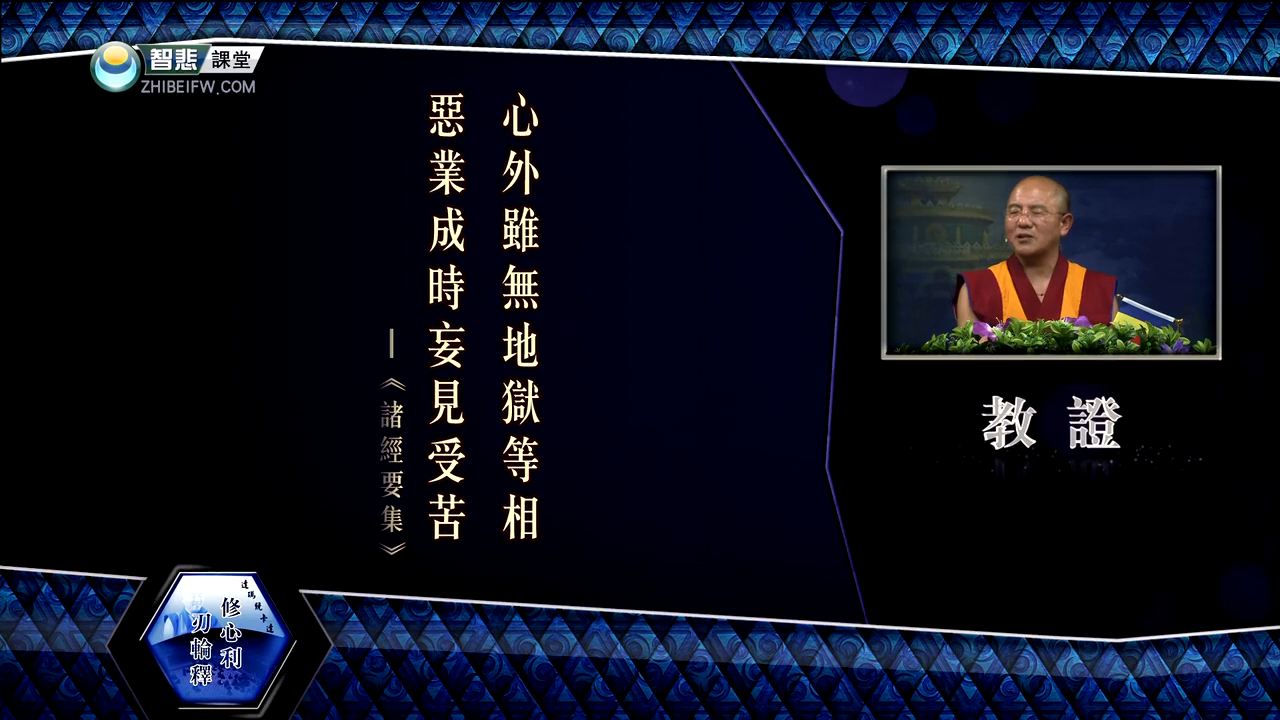 智悲課堂
ZHIBEIFW.COM
心外雖無地獄等相
惡業成時妄見受苦
—《諸經要集》
教證
修心利
刃輪釋